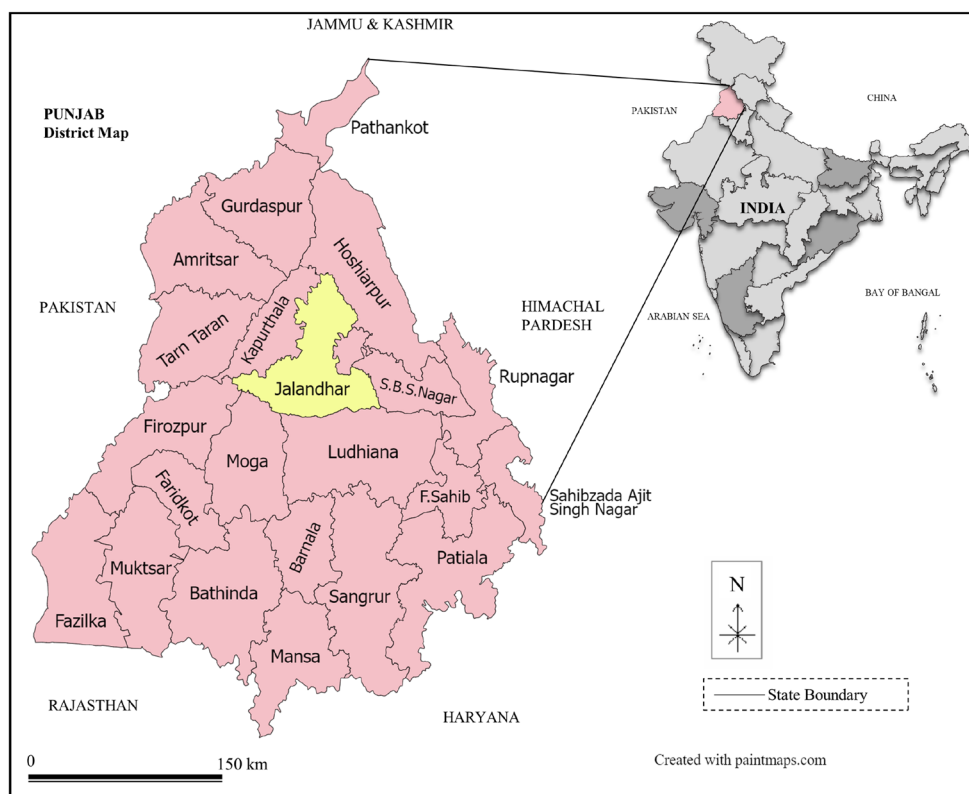 JAMMU & KASHMIR
PUNJAB
District Map
Pathankot
Gurdaspur
Amritsar
Hoshiarpur
PAKISTAN
Tarn Taran
Kapurthala
HIMACHAL
PARDESH
Jalandhar
S.B.S.Nagar
Rupnagar
Firozpur
Moga
Ludhiana
Faridkot
F.Sahib
Sahibzada Ajit
Singh Nagar
Muktsar
Bathinda
Barnala
Sangrur
Patiala
Fazilka
Mansa
RAJASTHAN
HARYANA
0
150 km
PAKISTAN
CHINA
INDIA
ARABIAN SEA
BAY OF BANGAL
N
State Boundary
Created with paintmaps.com